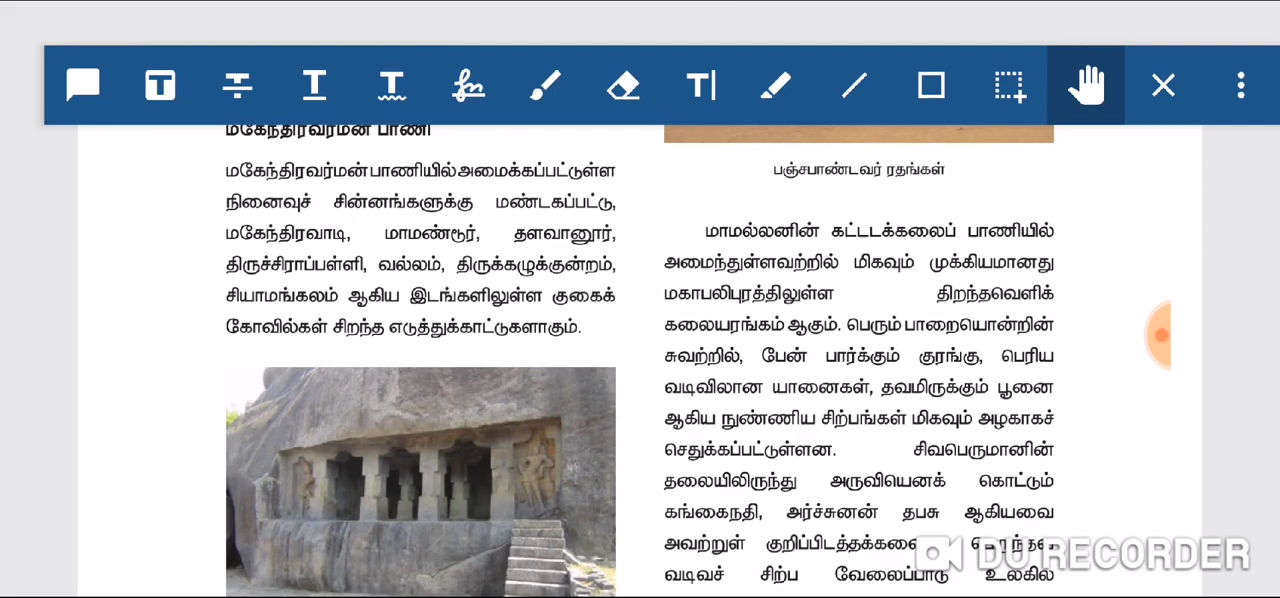 மகேந்திரவர்மன் பாணி
மகேந்திரவர்மன் பாணியில் அமைக்கப்பட்டுள்ள
நினைவுச் சின்னங்களுக்கு மண்டகப்பட்டு,
மகேந்திரவாடி, மாமண்டூர், தளவானூர்,
திருச்சிராப்பள்ளி, வல்லம், திருக்கழுக்குன்றம்,
சியாமங்கலம் ஆகிய இடங்களிலுள்ள குகைக்
கோவில்கள் சிறந்த எடுத்துக்காட்டுகளாகும்.
பஞ்சபாண்டவர் ரதங்கள்
மாமல்லனின் கட்டடக்கலைப் பாணியில்
அமைந்துள்ளவற்றில் மிகவும் முக்கியமானது
மகாபலிபுரத்திலுள்ள திறந்தவெளிக்
கலையரங்கம் ஆகும். பெரும் பாறையொன்றின்
சுவற்றில், பேன் பார்க்கும் குரங்கு, பெரிய
வடிவிலான யானைகள், தவமிருக்கும் பூனை
ஆகிய நுண்ணிய சிற்பங்கள் மிகவும் அழகாகச்
செதுக்கப்பட்டுள்ளன. சிவபெருமானின்
தலையிலிருந்து அருவியெனக் கொட்டும்
கங்கைநதி, அர்ச்சுனன் தபசு ஆகியவை
அவற்றுள்
வடிவச் சிற்ப வேலைப்பாடு உலகில
DU RECORDER